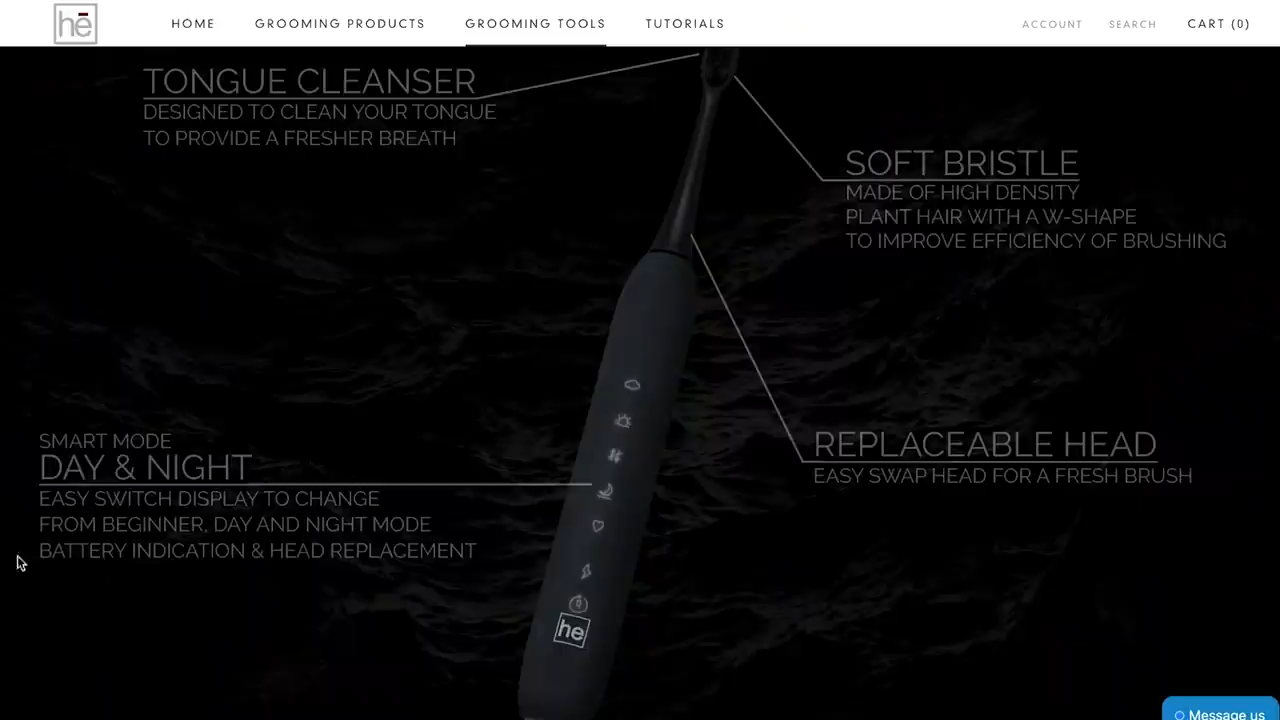 hē
HOME
GROOMING PRODUCTS
GROOMING TOOLS
TUTORIALS
ACCOUNT
SEARCH
CART (0)
TONGUE CLEANSER
DESIGNED TO CLEAN YOUR TONGUE
TO PROVIDE A FRESHER BREATH
SOFT BRISTLE
MADE OF HIGH DENSITY
PLANT HAIR WITH A W-SHAPE
TO IMPROVE EFFICIENCY OF BRUSHING
SMART MODE
DAY & NIGHT
EASY SWITCH DISPLAY TO CHANGE
FROM BEGINNER, DAY AND NIGHT MODE
BATTERY INDICATION & HEAD REPLACEMENT
REPLACEABLE HEAD
EASY SWAP HEAD FOR A FRESH BRUSH
he
Message us